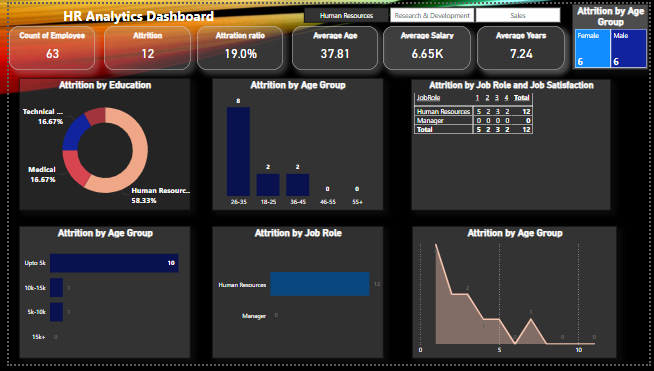 HR Analytics Dashboard
Human Resources
Research & Development
Sales
Attrition by Age
Group
Female
6
Male
6
Count of Employee
63
Attrition
12
Attration ratio
19.0%
Average Age
37.81
Average Salary
6.65K
Average Years
7.24
Attrition by Education
Technical ...
16.67%
Medical
16.67%
Human Resourc...
58.33%
Attrition by Age Group
8
2
2
0
0
26-35
18-25
36-45
46-55
55+
Attrition by Job Role and Job Satisfaction
JobRole 1 2 3 4 Total
Human Resources 5 2 3 2 12
Manager 0 0 0 0 0
Total 5 2 3 2 12
Attrition by Age Group
Upto 5k 10
10k-15k 1
5k-10k 1
15k+ 0
Attrition by Job Role
Human Resources 12
Manager 0
Attrition by Age Group
2
1
1
0
0
0
0 5 10